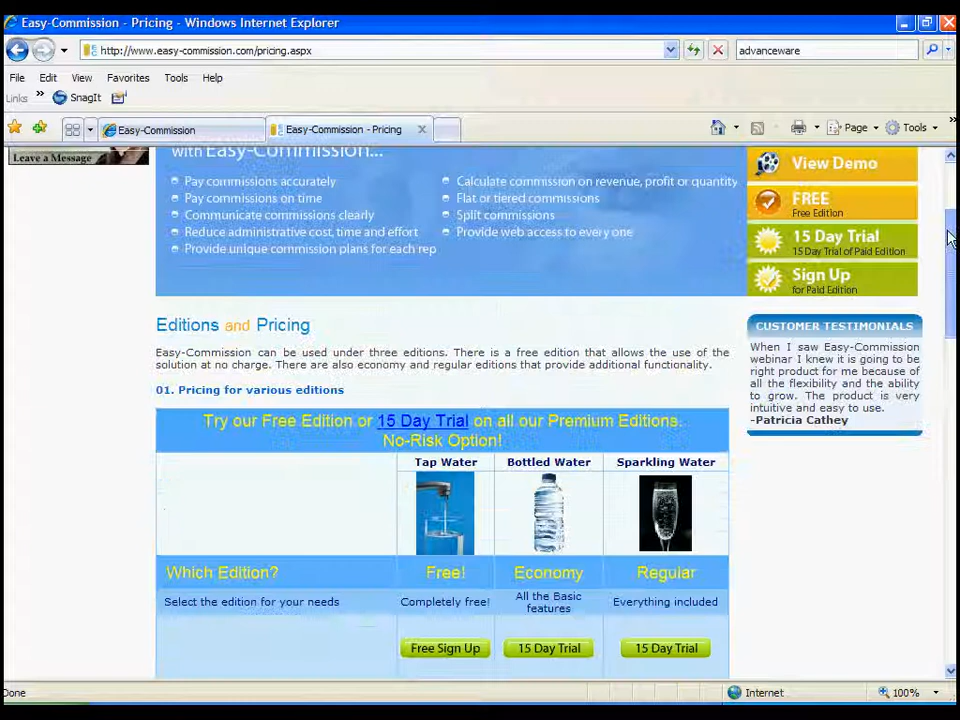 Easy-Commission - Pricing - Windows Internet Explorer
http://www.easy-commission.com/pricing.aspx
advanceware
File Edit View Favorites Tools Help
Links » SnagIt
Easy-Commission
Easy-Commission - Pricing
Page Tools »
Leave a Message
with Easy-Commission...
Pay commissions accurately
Pay commissions on time
Communicate commissions clearly
Reduce administrative cost, time and effort
Provide unique commission plans for each rep
Calculate commission on revenue, profit or quantity
Flat or tiered commissions
Split commissions
Provide web access to every one
View Demo
FREE
Free Edition
15 Day Trial
15 Day Trial of Paid Edition
Sign Up
for Paid Edition
Editions and Pricing
Easy-Commission can be used under three editions. There is a free edition that allows the use of the
solution at no charge. There are also economy and regular editions that provide additional functionality.
01. Pricing for various editions
Try our Free Edition or 15 Day Trial on all our Premium Editions.
No-Risk Option!
Tap Water Bottled Water Sparkling Water
Which Edition? Free! Economy Regular
Select the edition for your needs
Completely free!
All the Basic
features
Everything included
Free Sign Up 15 Day Trial 15 Day Trial
CUSTOMER TESTIMONIALS
When I saw Easy-Commission
webinar I knew it is going to be
right product for me because of
all the flexibility and the ability
to grow. The product is very
intuitive and easy to use.
-Patricia Cathey
Done
Internet
100%